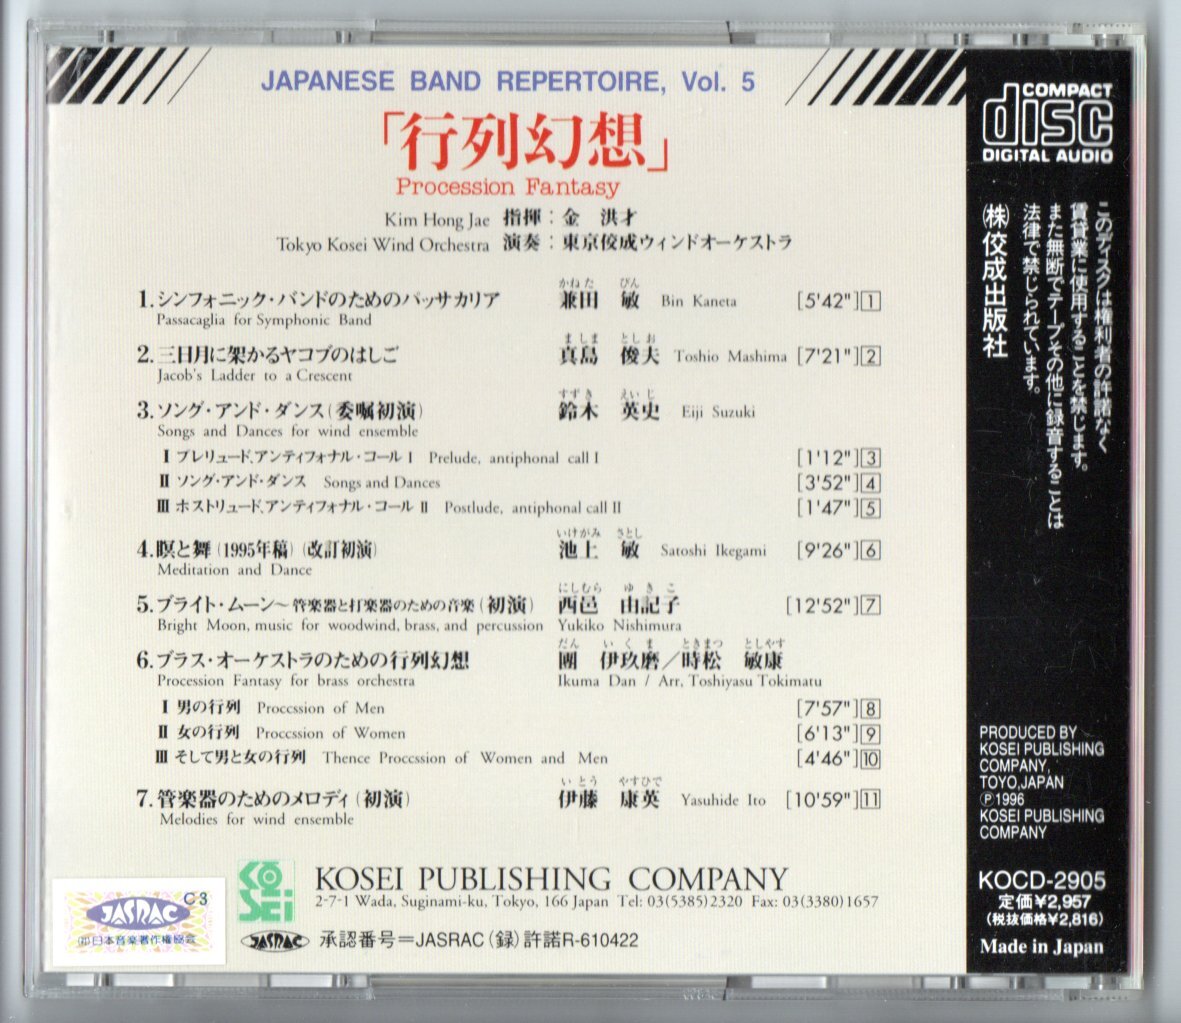 JAPANESE BAND REPERTOIRE, Vol. 5
「行列幻想」
Procession Fantasy
Kim Hong Jae 指揮：金 洪才
Tokyo Kosei Wind Orchestra 演奏：東京佼成ウィンドオーケストラ
かねた びん
1.シンフォニック・バンドのためのパッサカリア 兼田 敏 Bin Kaneta [5'42"]1
Passacaglia for Symphonic Band
ましま としお
2.三日月に架かるヤコブのはしご 真島 俊夫 Toshio Mashima [7'21"]2
Jacob's Ladder to a Crescent
すずき えいじ
3.ソング・アンド・ダンス(委嘱初演) 鈴木 英史 Eiji Suzuki
Songs and Dances for wind ensemble
I プレリュード、アンティフォナル・コール I Prelude, antiphonal call I [1'12"]3
II ソング・アンド・ダンス Songs and Dances [3'52"]4
III ポストリュード、アンティフォナル・コール II Postlude, antiphonal call II [1'47"]5
いけがみ さとし
4.瞑と舞(1995年稿)(改訂初演) 池上 敏 Satoshi Ikegami [9'26"]6
Meditation and Dance
にしむら ゆきこ
5.ブライト・ムーン〜管楽器と打楽器のための音楽(初演) 西邑 由記子 [12'52"]7
Bright Moon, music for woodwind, brass, and percussion Yukiko Nishimura
だん いくま ときまつ としやす
6.ブラス・オーケストラのための行列幻想 團 伊玖磨／時松 敏康
Procession Fantasy for brass orchestra Ikuma Dan / Arr, Toshiyasu Tokimatu
I 男の行列 Proccssion of Men [7'57"]8
II 女の行列 Proccssion of Women [6'13"]9
III そして男と女の行列 Thence Proccssion of Women and Men [4'46"]10
いとう やすひで
7.管楽器のためのメロディ(初演) 伊藤 康英 Yasuhide Ito [10'59"]11
Melodies for wind ensemble
KOSEI
KOSEI PUBLISHING COMPANY
2-7-1 Wada, Suginami-ku, Tokyo, 166 Japan Tel: 03(5385)2320 Fax: 03(3380)1657
JASRAC 承認番号＝JASRAC(録)許諾R-610422
C3
JASRAC
㈳日本音楽著作権協会
COMPACT
disc
DIGITAL AUDIO
このディスクは権利者の許諾なく
賃貸業に使用することを禁じます。
また無断でテープその他に録音することは
法律で禁じられています。
(株)佼成出版社
PRODUCED BY
KOSEI PUBLISHING
COMPANY,
TOYO,JAPAN
Ⓟ1996
KOSEI PUBLISHING
COMPANY
KOCD-2905
定価¥2,957
(税抜価格¥2,816)
Made in Japan